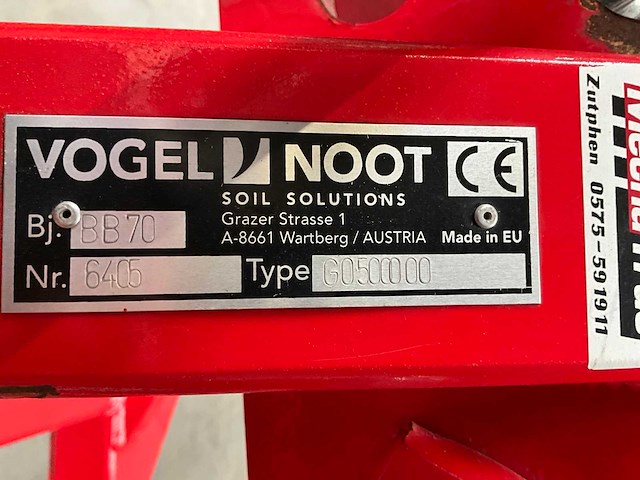 VOGEL NOOT
SOIL SOLUTIONS
Grazer Strasse 1
A-8661 Wartberg / AUSTRIA
Made in EU
CE
Bj. BB70
Nr. 6405
Type G0500000
Zutphen 0575-591911